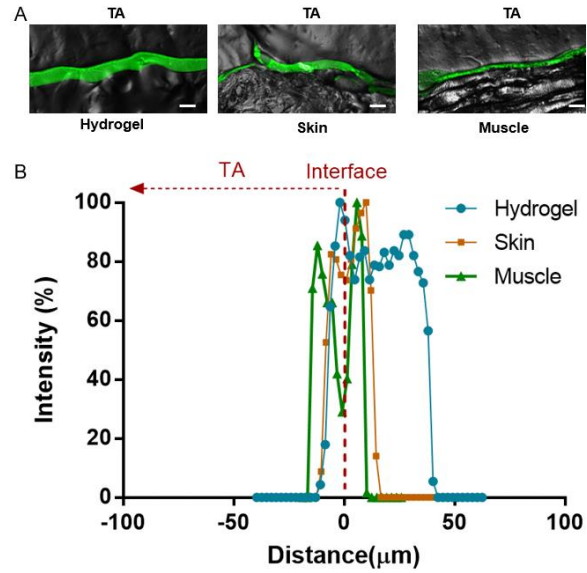 A
TA TA TA
Hydrogel Skin Muscle
B
TA Interface
Hydrogel
Skin
Muscle
Intensity (%)
100
80
60
40
20
0
-100 -50 0 50 100
Distance(μm)